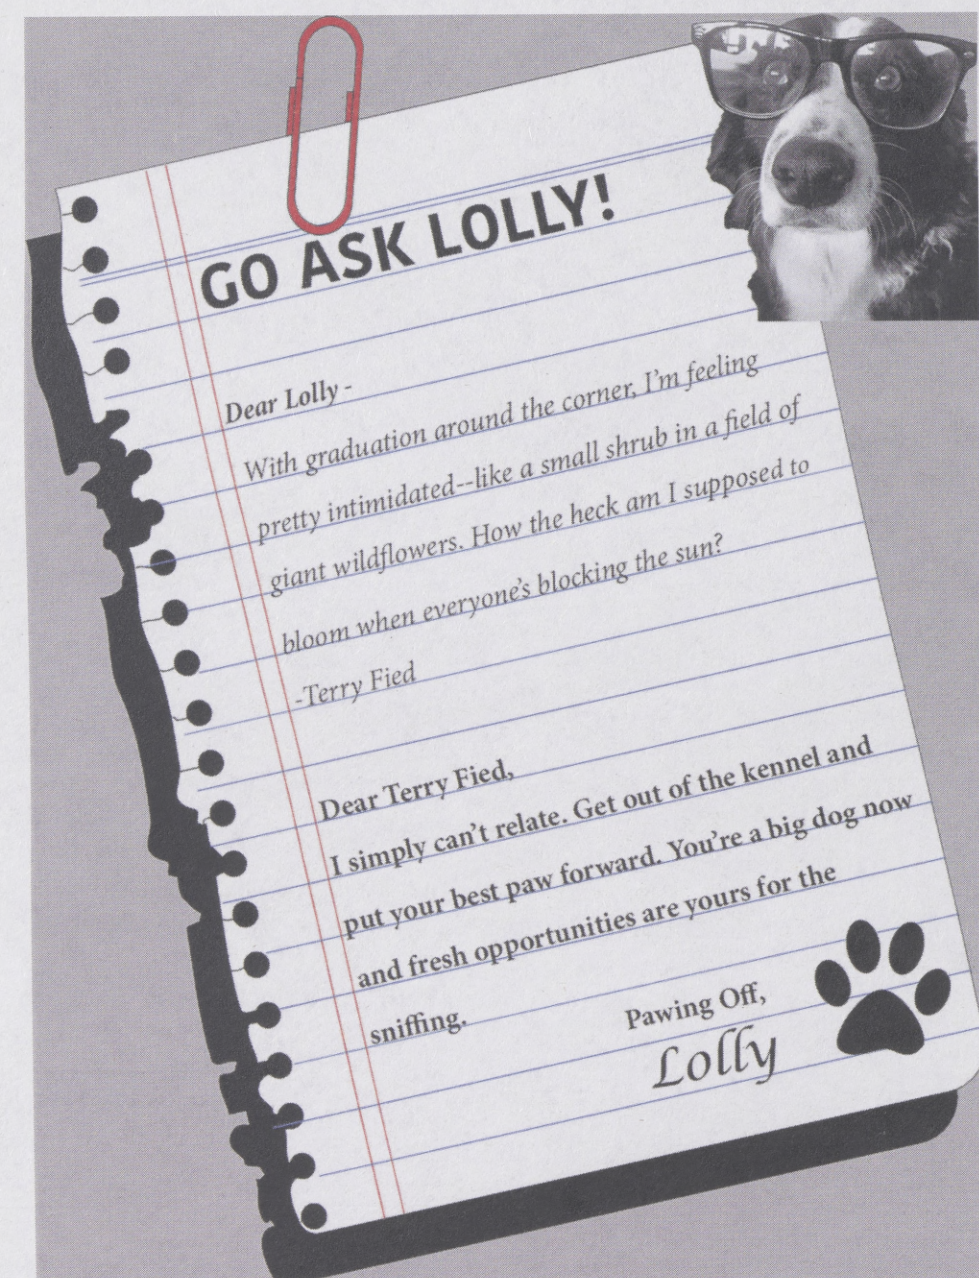 GO ASK LOLLY!
Dear Lolly -
With graduation around the corner, I'm feeling
pretty intimidated--like a small shrub in a field of
giant wildflowers. How the heck am I supposed to
bloom when everyone's blocking the sun?
-Terry Fied
Dear Terry Fied,
I simply can't relate. Get out of the kennel and
put your best paw forward. You're a big dog now
and fresh opportunities are yours for the
sniffing.
Pawing Off,
Lolly